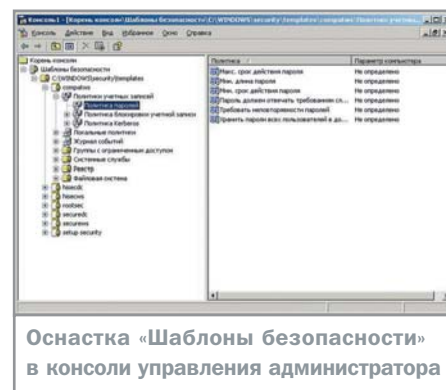 Консоль1 - [Корень консоли\Шаблоны безопасности\C:\WINDOWS\security\templates\compatws\Политики учетны...
Консоль Действие Вид Избранное Окно Справка
Корень консоли
Шаблоны безопасности
C:\WINDOWS\security\templates
compatws
Политики учетных записей
Политика паролей
Политика блокировки учетной записи
Политика Kerberos
Локальные политики
Журнал событий
Группы с ограниченным доступом
Системные службы
Реестр
Файловая система
hisecdc
hisecws
rootsec
securedc
securews
setup security
Политика
Параметр компьютера
Макс. срок действия пароля Не определено
Мин. длина пароля Не определено
Мин. срок действия пароля Не определено
Пароль должен отвечать требованиям сл... Не определено
Требовать неповторяемости паролей Не определено
Хранить пароли всех пользователей в до... Не определено
Оснастка «Шаблоны безопасности»
в консоли управления администратора